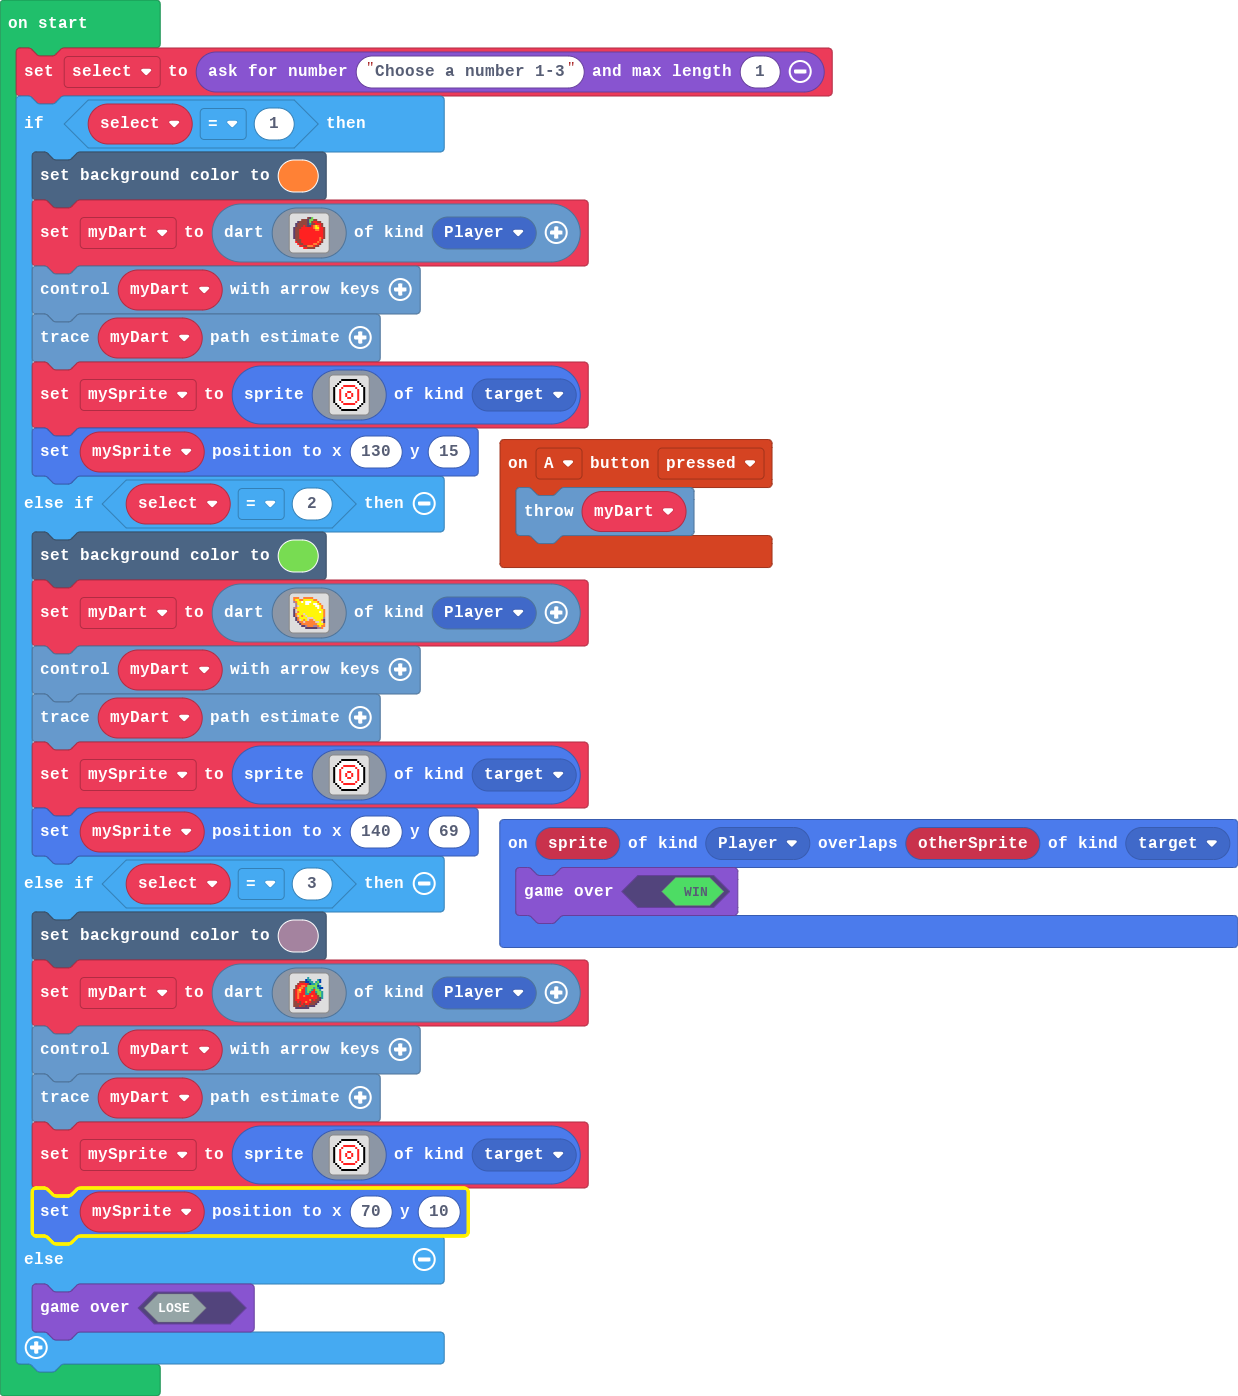 on start
set select to ask for number "Choose a number 1-3" and max length 1
if select = 1 then
set background color to
set myDart to dart of kind Player
control myDart with arrow keys
trace myDart path estimate
set mySprite to sprite of kind target
set mySprite position to x 130 y 15
else if select = 2 then
set background color to
set myDart to dart of kind Player
control myDart with arrow keys
trace myDart path estimate
set mySprite to sprite of kind target
set mySprite position to x 140 y 69
else if select = 3 then
set background color to
set myDart to dart of kind Player
control myDart with arrow keys
trace myDart path estimate
set mySprite to sprite of kind target
set mySprite position to x 70 y 10
else
game over LOSE
on A button pressed
throw myDart
on sprite of kind Player overlaps otherSprite of kind target
game over WIN